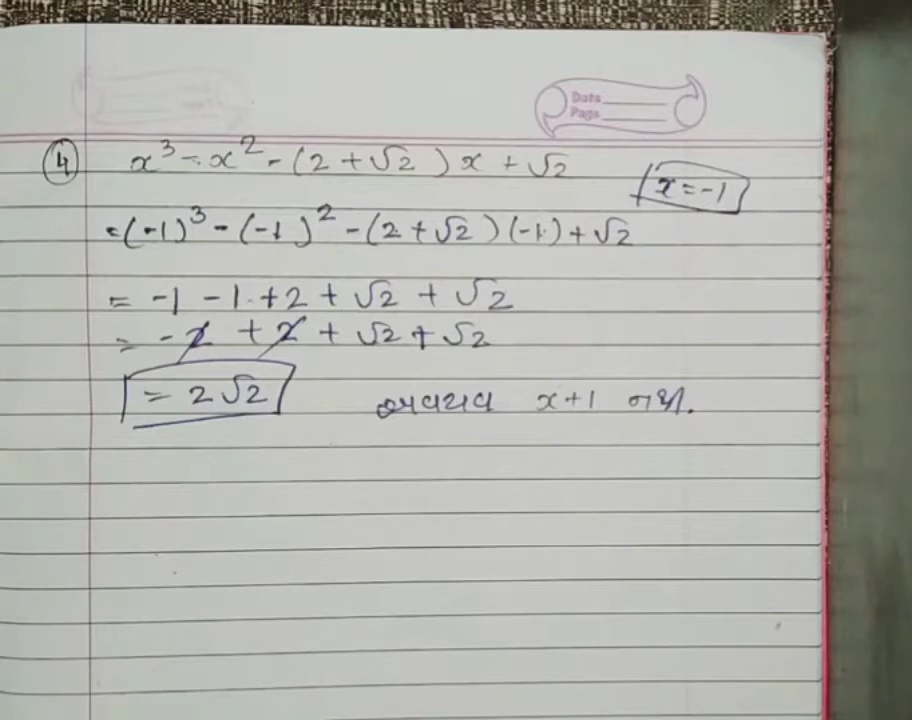 Date
Page
④ x³ - x² - (2 + √2) x + √2
x = -1
= (-1)³ - (-1)² - (2 + √2) (-1) + √2
= -1 - 1 + 2 + √2 + √2
= -2 + 2 + √2 + √2
= 2√2
અવયવ x+1 નથી.